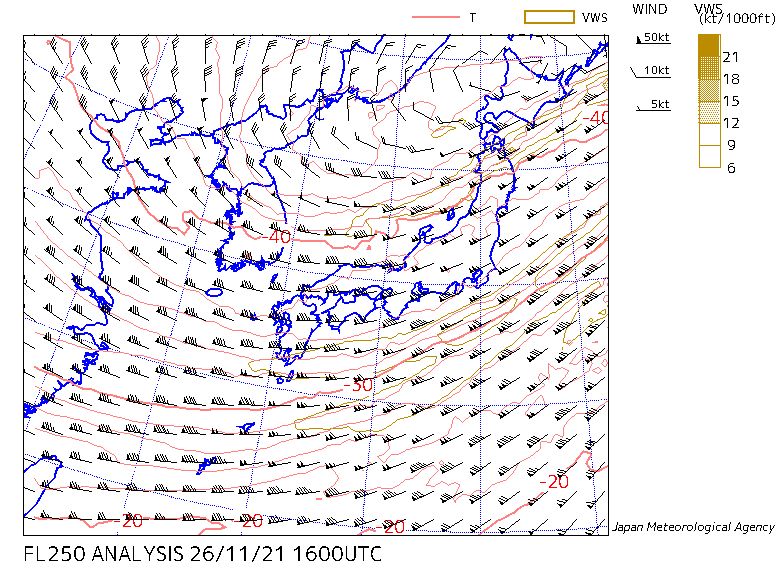 T VWS
WIND VWS
(kt/1000ft)
50kt
10kt
5kt
21
18
15
12
9
6
-40
-40
-30
-20
-20
-20
20
Japan Meteorological Agency
FL250 ANALYSIS 26/11/21 1600UTC